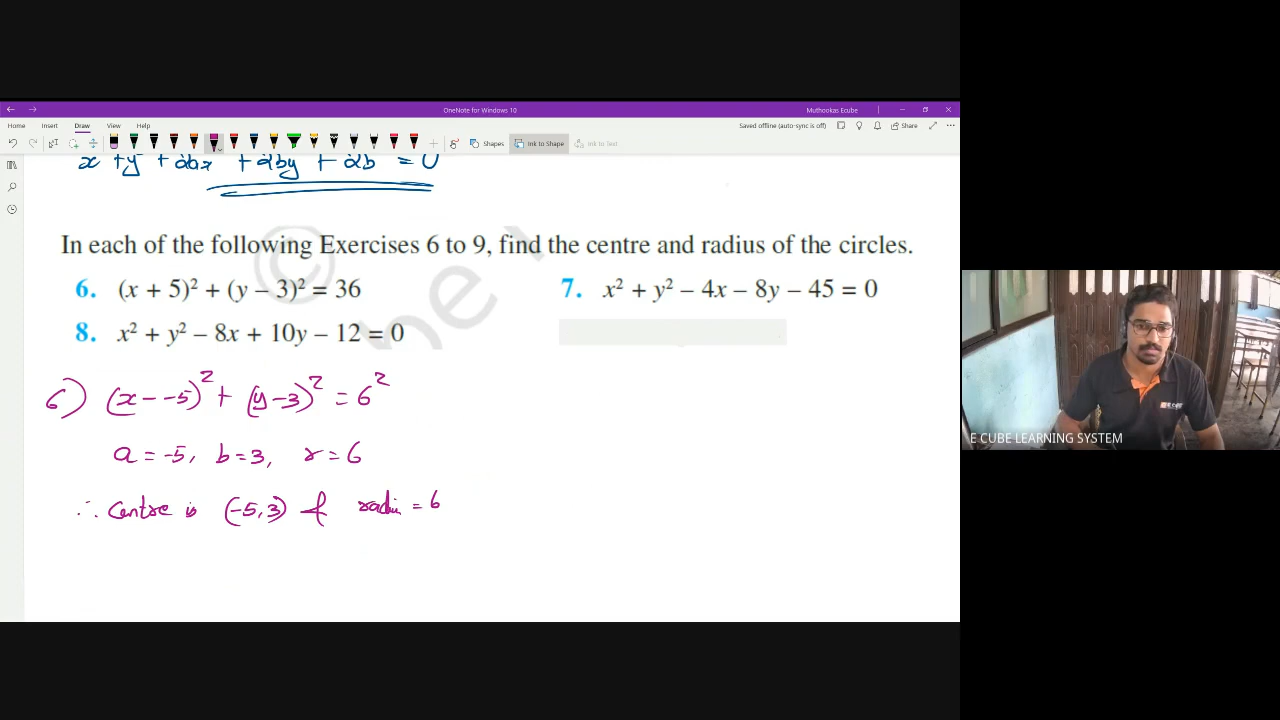 OneNote for Windows 10
Muthookas Ecube
Home Insert Draw View Help
Saved offline (auto-sync is off)
Share
Shapes
Ink to Shape
Ink to Text
= 0
In each of the following Exercises 6 to 9, find the centre and radius of the circles.
6. (x + 5)² + (y – 3)² = 36
7. x² + y² – 4x – 8y – 45 = 0
8. x² + y² – 8x + 10y – 12 = 0
6) (x - -5)² + (y - 3)² = 6²
a = -5, b = 3, r = 6
∴ Centre is (-5, 3) & radius = 6
E CUBE LEARNING SYSTEM